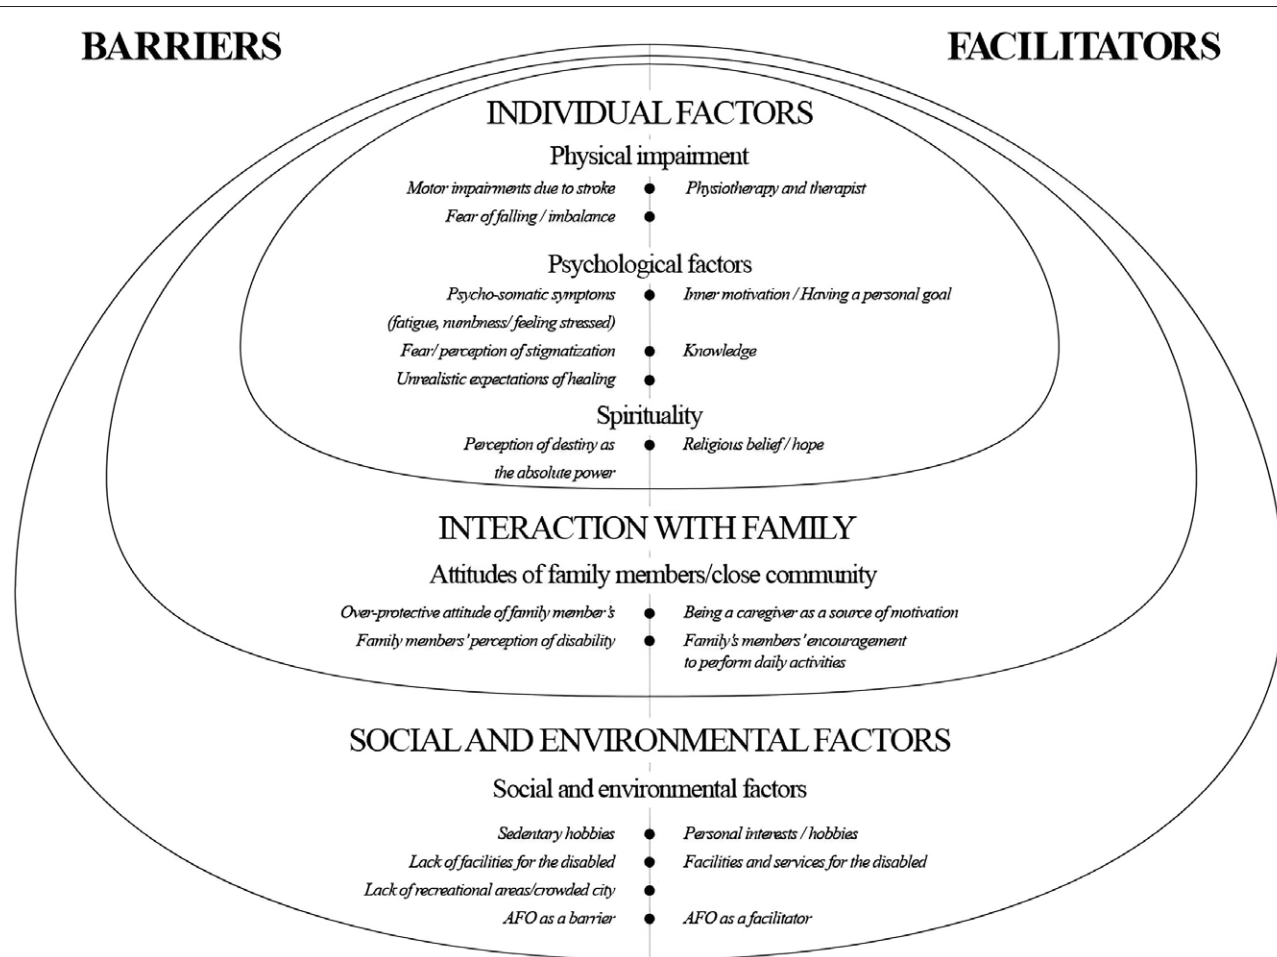 BARRIERS
FACILITATORS
INDIVIDUAL FACTORS
Physical impairment
Motor impairments due to stroke
Physiotherapy and therapist
Fear of falling / imbalance
Psychological factors
Psycho-somatic symptoms
Inner motivation / Having a personal goal
(fatigue, numbness/ feeling stressed)
Fear/ perception of stigmatization
Knowledge
Unrealistic expectations of healing
Spirituality
Perception of destiny as
Religious belief / hope
the absolute power
INTERACTION WITH FAMILY
Attitudes of family members/close community
Over-protective attitude of family member's
Being a caregiver as a source of motivation
Family members' perception of disability
Family's members' encouragement
to perform daily activities
SOCIAL AND ENVIRONMENTAL FACTORS
Social and environmental factors
Sedentary hobbies
Personal interests / hobbies
Lack of facilities for the disabled
Facilities and services for the disabled
Lack of recreational areas/crowded city
AFO as a barrier
AFO as a facilitator